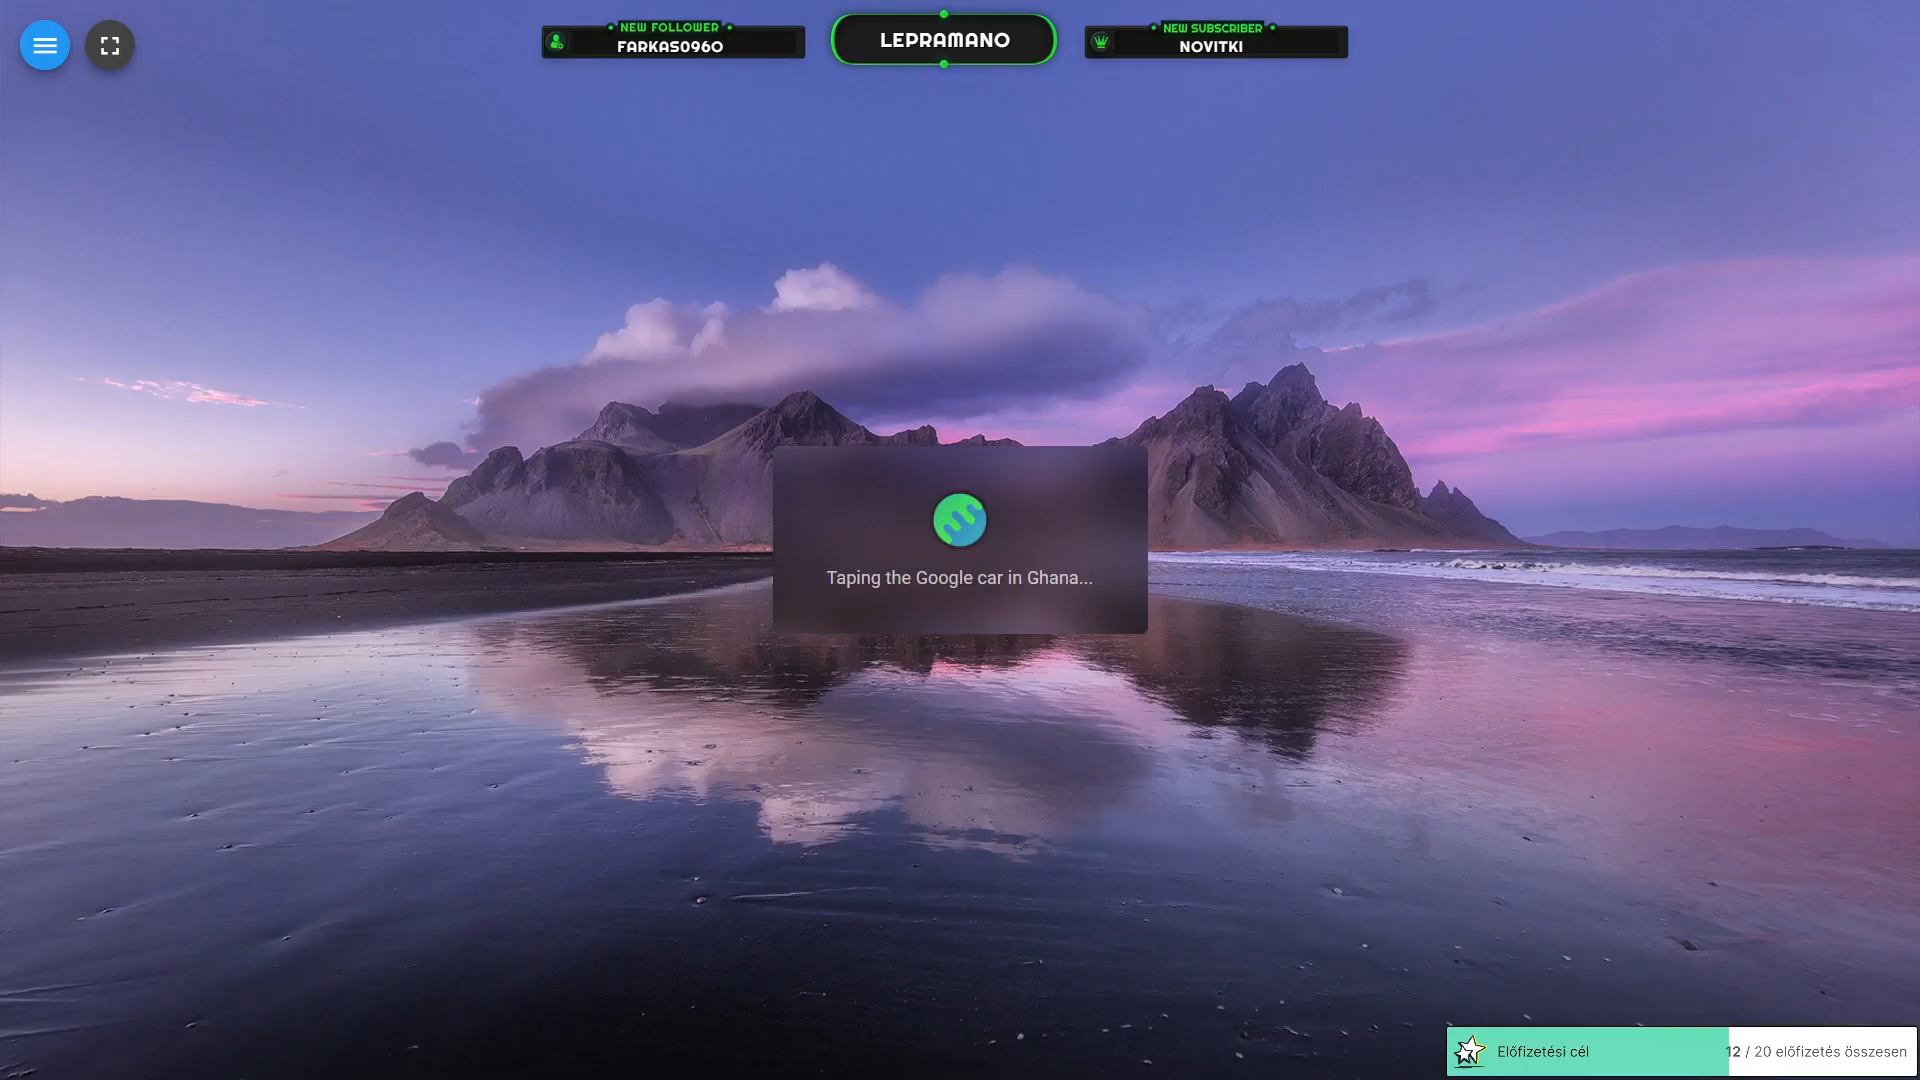 NEW FOLLOWER
FARKAS0960
LEPRAMANO
NEW SUBSCRIBER
NOVITKI
Taping the Google car in Ghana...
Előfizetési cél
12 / 20 előfizetés összesen